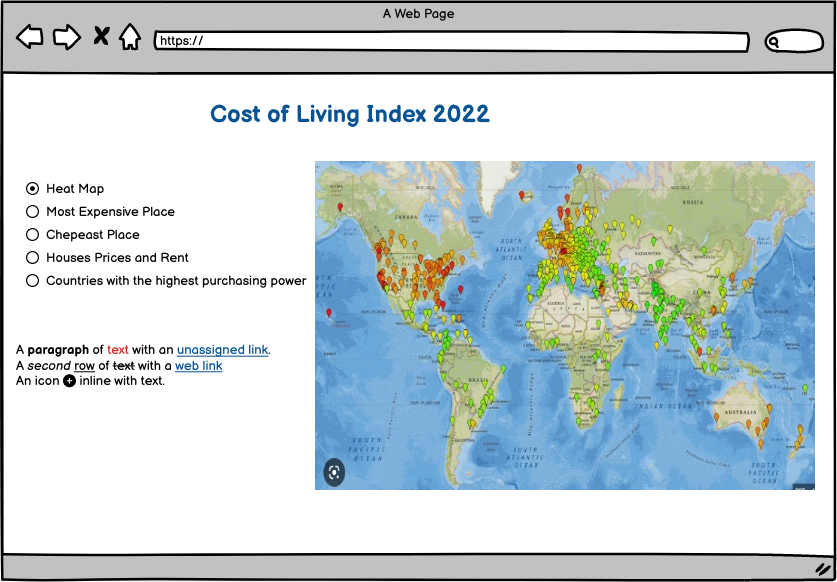 A Web Page
https://
Cost of Living Index 2022
Heat Map
Most Expensive Place
Chepeast Place
Houses Prices and Rent
Countries with the highest purchasing power
A paragraph of text with an unassigned link.
A second row of text with a web link
An icon inline with text.
CANADA
RUSSIA
NORTH
ATLANTIC
OCEAN
KAZAKHSTAN
MONGOLIA
BRAZIL
INDIAN OCEAN
AUSTRALIA
ARGENTINA
SOUTH
PACIFIC
OCEAN
SOUTH
ATLANTIC
OCEAN
SOUTH
PACIFIC
OCEAN